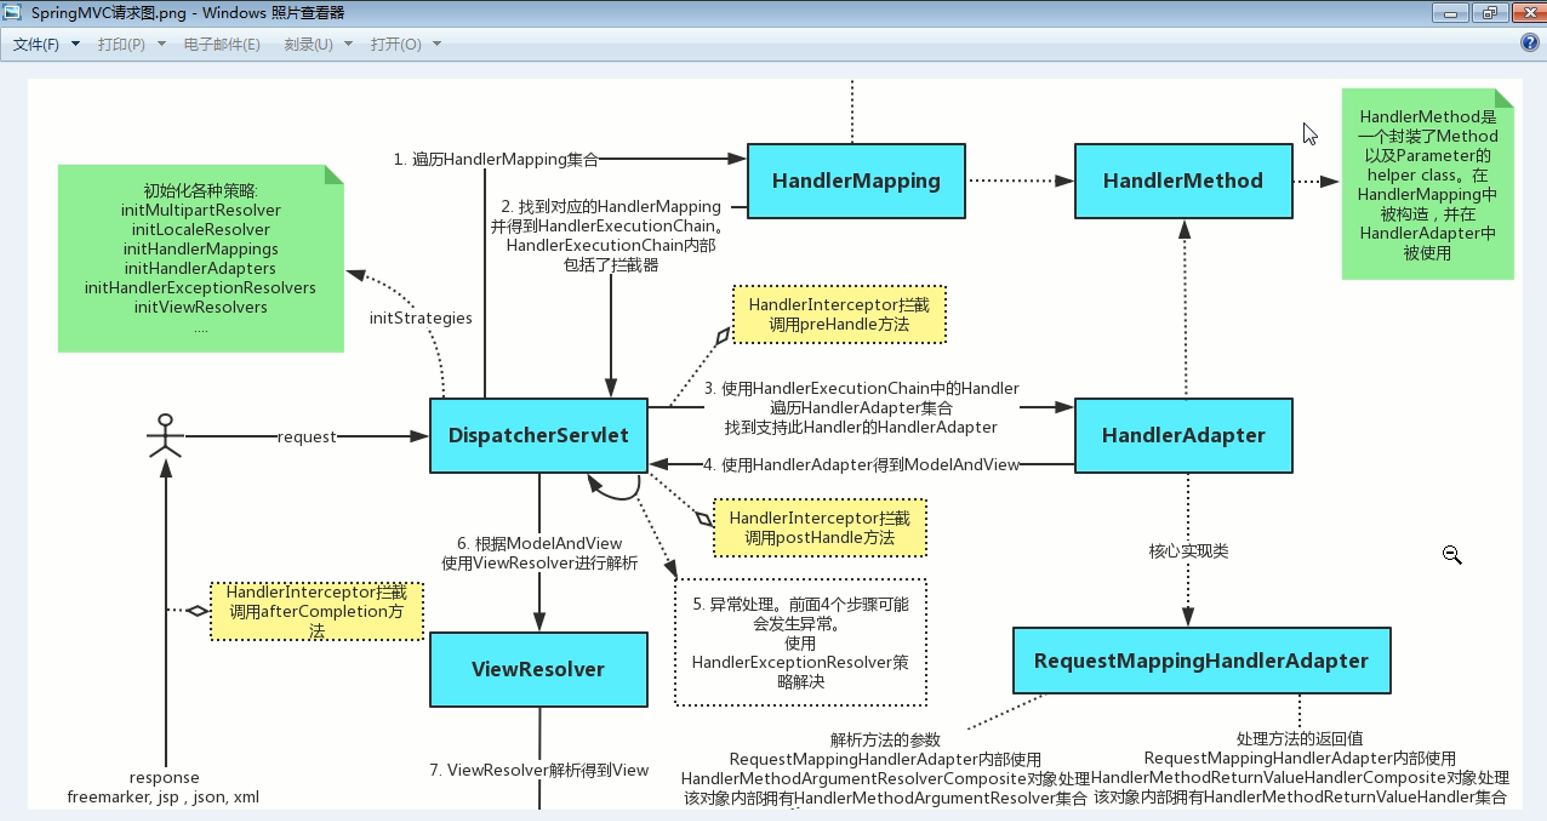 SpringMVC请求图.png - Windows 照片查看器
文件(F)
打印(P)
电子邮件(E)
刻录(U)
打开(O)
HandlerMethod是
一个封装了Method
以及Parameter的
helper class。在
HandlerMapping中
被构造，并在
HandlerAdapter中
被使用
1. 遍历HandlerMapping集合
HandlerMapping
HandlerMethod
初始化各种策略:
initMultipartResolver
initLocaleResolver
initHandlerMappings
initHandlerAdapters
initHandlerExceptionResolvers
initViewResolvers
....
2. 找到对应的HandlerMapping
并得到HandlerExecutionChain。
HandlerExecutionChain内部
包括了拦截器
initStrategies
HandlerInterceptor拦截
调用preHandle方法
3. 使用HandlerExecutionChain中的Handler
遍历HandlerAdapter集合
找到支持此Handler的HandlerAdapter
request
DispatcherServlet
HandlerAdapter
4. 使用HandlerAdapter得到ModelAndView
HandlerInterceptor拦截
调用postHandle方法
6. 根据ModelAndView
使用ViewResolver进行解析
核心实现类
HandlerInterceptor拦截
调用afterCompletion方
法
5. 异常处理。前面4个步骤可能
会发生异常。
使用
HandlerExceptionResolver策
略解决
ViewResolver
RequestMappingHandlerAdapter
7. ViewResolver解析得到View
解析方法的参数
RequestMappingHandlerAdapter内部使用
HandlerMethodArgumentResolverComposite对象处理
该对象内部拥有HandlerMethodArgumentResolver集合
处理方法的返回值
RequestMappingHandlerAdapter内部使用
HandlerMethodReturnValueHandlerComposite对象处理
该对象内部拥有HandlerMethodReturnValueHandler集合
response
freemarker, jsp , json, xml